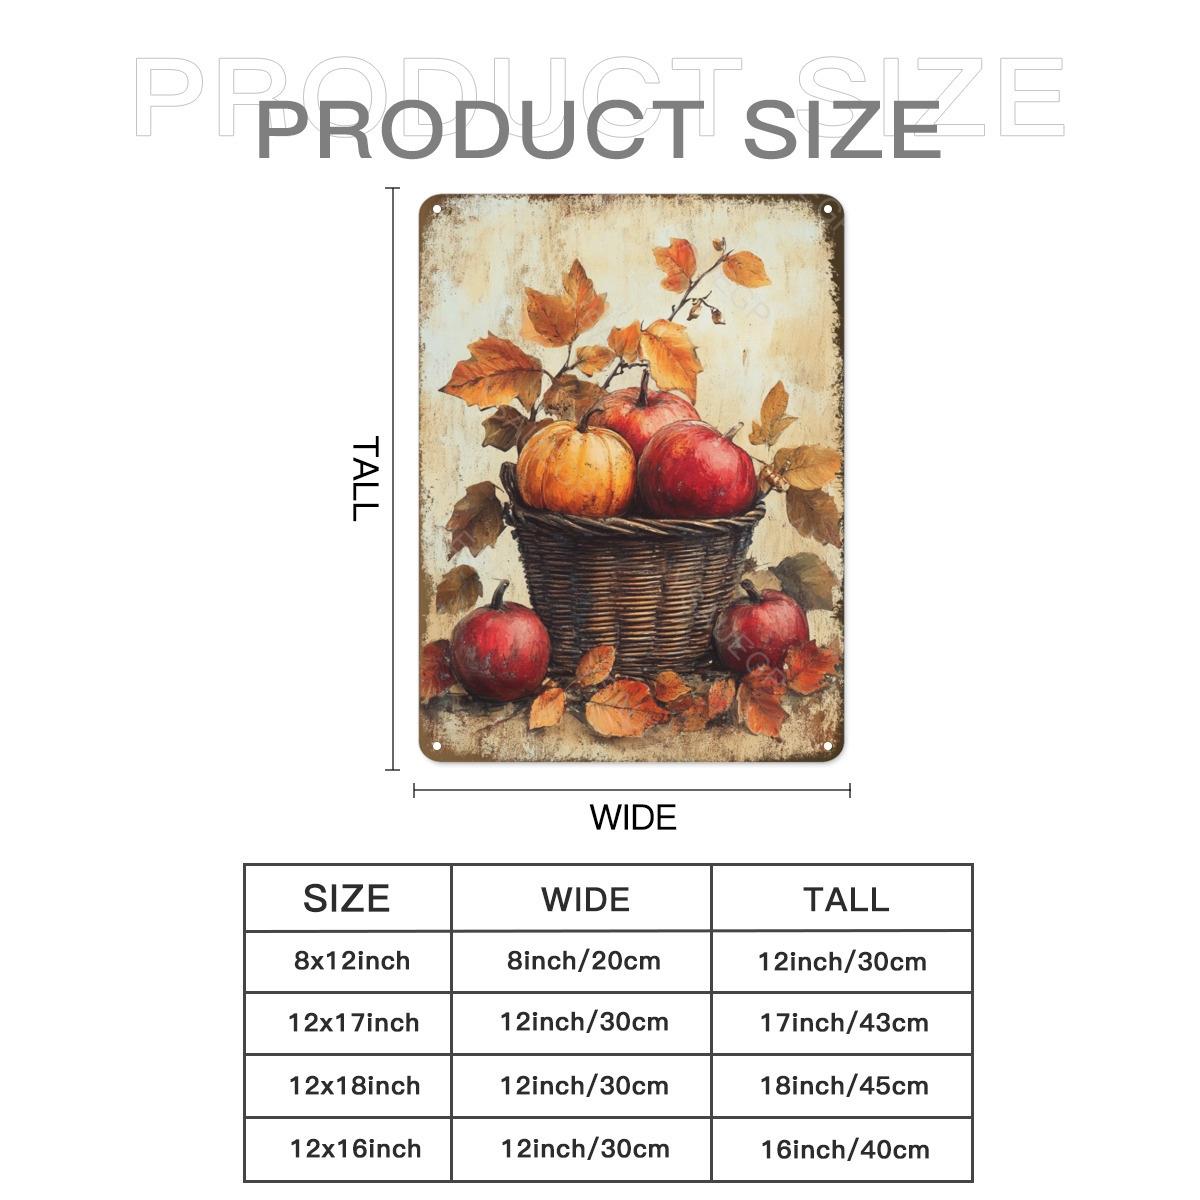 PRODUCT SIZE
PRODUCT SIZE
TALL
WIDE
SIZE WIDE TALL
8x12inch 8inch/20cm 12inch/30cm
12x17inch 12inch/30cm 17inch/43cm
12x18inch 12inch/30cm 18inch/45cm
12x16inch 12inch/30cm 16inch/40cm